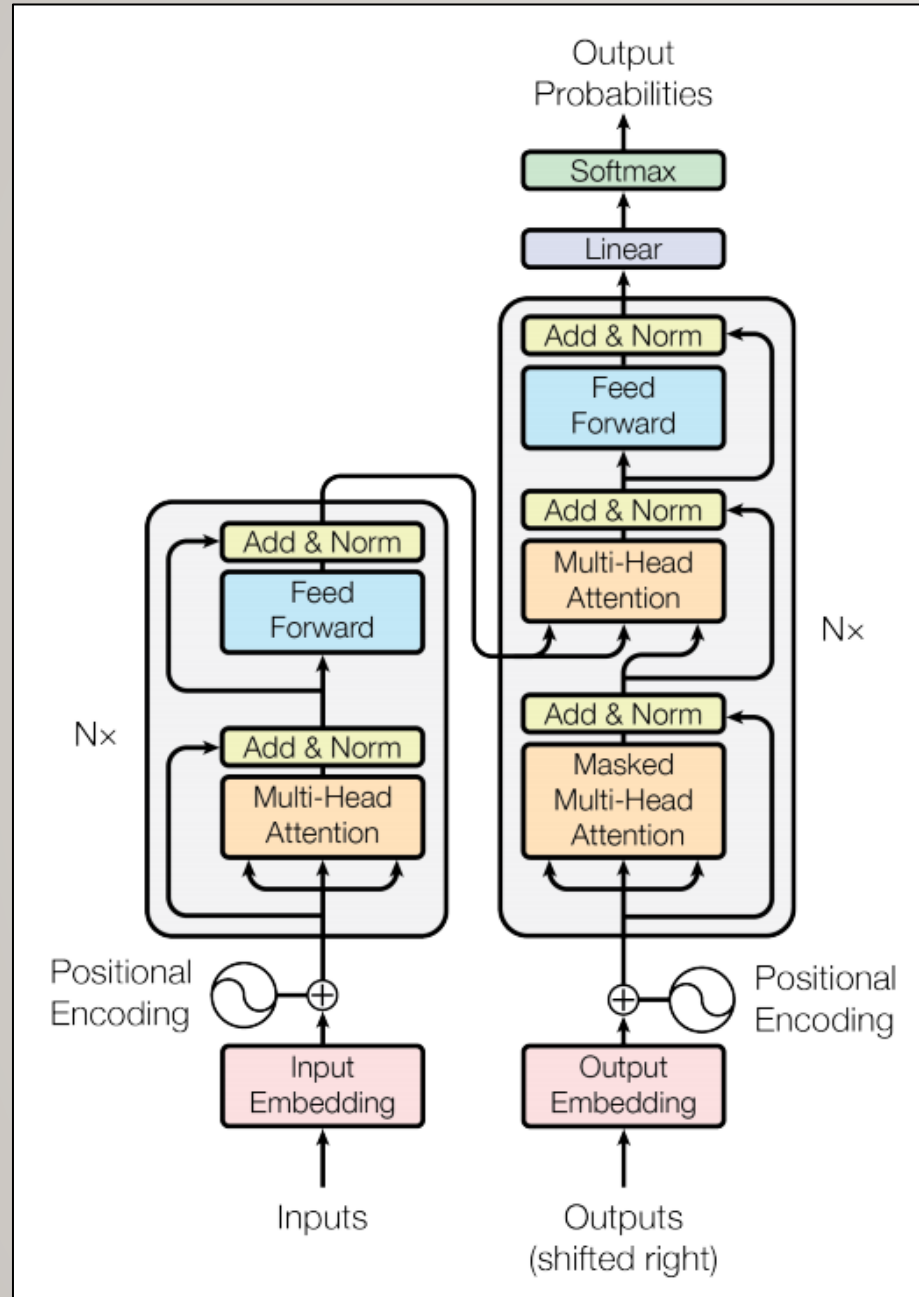 Output
Probabilities
Softmax
Linear
Add & Norm
Feed
Forward
Add & Norm
Multi-Head
Attention
Add & Norm
Masked
Multi-Head
Attention
Nx
Add & Norm
Feed
Forward
Add & Norm
Multi-Head
Attention
Nx
Positional
Encoding
Positional
Encoding
Input
Embedding
Output
Embedding
Inputs
Outputs
(shifted right)